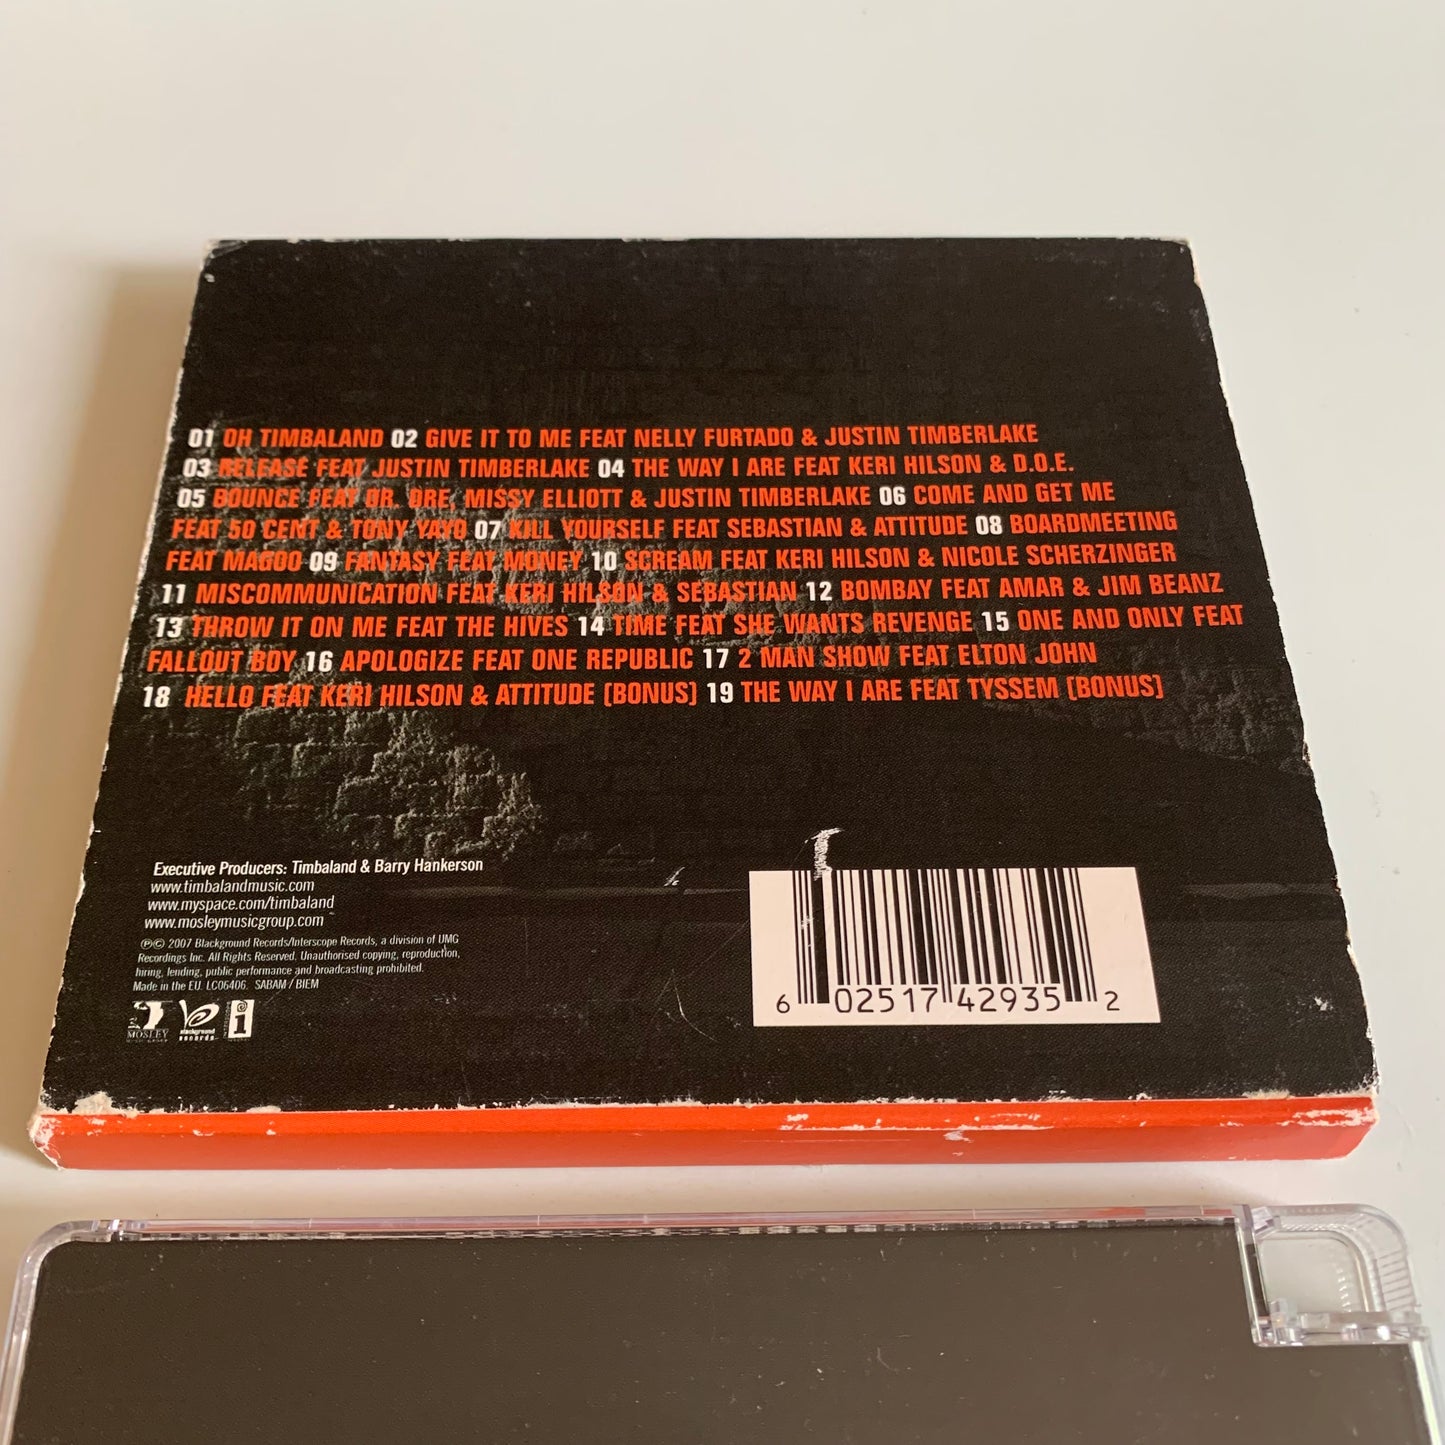 01 OH TIMBALAND 02 GIVE IT TO ME FEAT NELLY FURTADO & JUSTIN TIMBERLAKE
03 RELEASE FEAT JUSTIN TIMBERLAKE 04 THE WAY I ARE FEAT KERI HILSON & D.O.E.
05 BOUNCE FEAT DR. DRE, MISSY ELLIOTT & JUSTIN TIMBERLAKE 06 COME AND GET ME
FEAT 50 CENT & TONY YAYO 07 KILL YOURSELF FEAT SEBASTIAN & ATTITUDE 08 BOARDMEETING
FEAT MAGOO 09 FANTASY FEAT MONEY 10 SCREAM FEAT KERI HILSON & NICOLE SCHERZINGER
11 MISCOMMUNICATION FEAT KERI HILSON & SEBASTIAN 12 BOMBAY FEAT AMAR & JIM BEANZ
13 THROW IT ON ME FEAT THE HIVES 14 TIME FEAT SHE WANTS REVENGE 15 ONE AND ONLY FEAT
FALLOUT BOY 16 APOLOGIZE FEAT ONE REPUBLIC 17 2 MAN SHOW FEAT ELTON JOHN
18 HELLO FEAT KERI HILSON & ATTITUDE (BONUS) 19 THE WAY I ARE FEAT TYSSEM (BONUS)
Executive Producers: Timbaland & Barry Hankerson
www.timbalandmusic.com
www.myspace.com/timbaland
www.mosleymusicgroup.com
℗© 2007 Blackground Records/Interscope Records, a division of UMG
Recordings Inc. All Rights Reserved. Unauthorised copying, reproduction,
hiring, lending, public performance and broadcasting prohibited.
Made in the EU. LC06406. SABAM / BIEM
MOSLEY
blackground
records
i
6 02517 42935 2